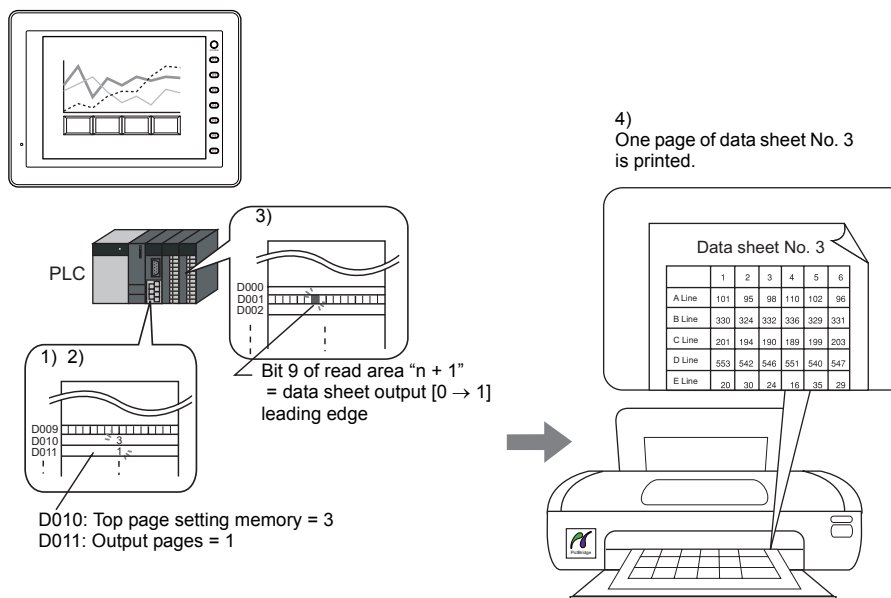 4)
One page of data sheet No. 3
is printed.
3)
PLC
D000
D001
D002
Data sheet No. 3
1 2 3 4 5 6
A Line 101 95 98 110 102 96
B Line 330 324 332 336 329 331
C Line 201 194 190 189 199 203
D Line 553 542 546 551 540 547
E Line 20 30 24 16 35 29
1) 2)
Bit 9 of read area “n + 1”
= data sheet output [0 → 1]
leading edge
D009
D010 3
D011 1
D010: Top page setting memory = 3
D011: Output pages = 1
PictBridge